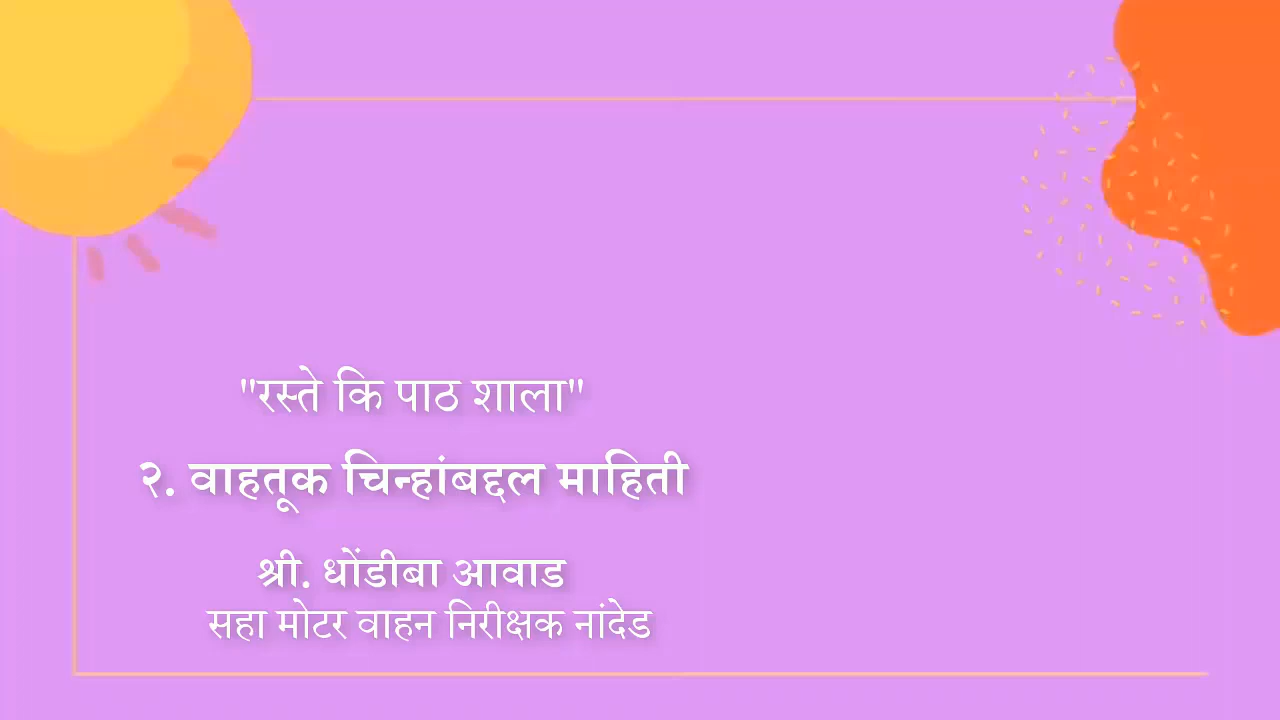 "रस्ते कि पाठ शाला"
२. वाहतूक चिन्हांबद्दल माहिती
श्री. धोंडीबा आवाड
सहा मोटर वाहन निरीक्षक नांदेड